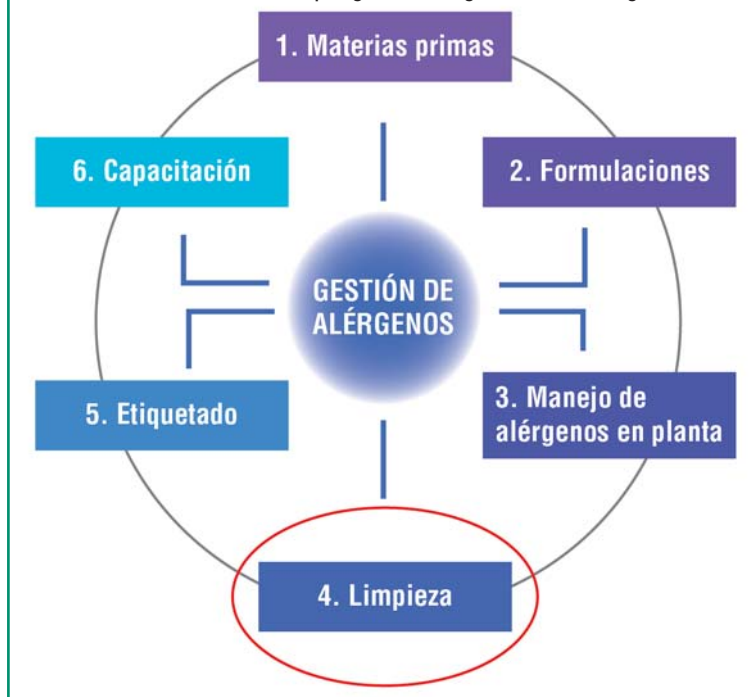 1. Materias primas
6. Capacitación
2. Formulaciones
GESTIÓN DE
ALÉRGENOS
5. Etiquetado
3. Manejo de
alérgenos en planta
4. Limpieza